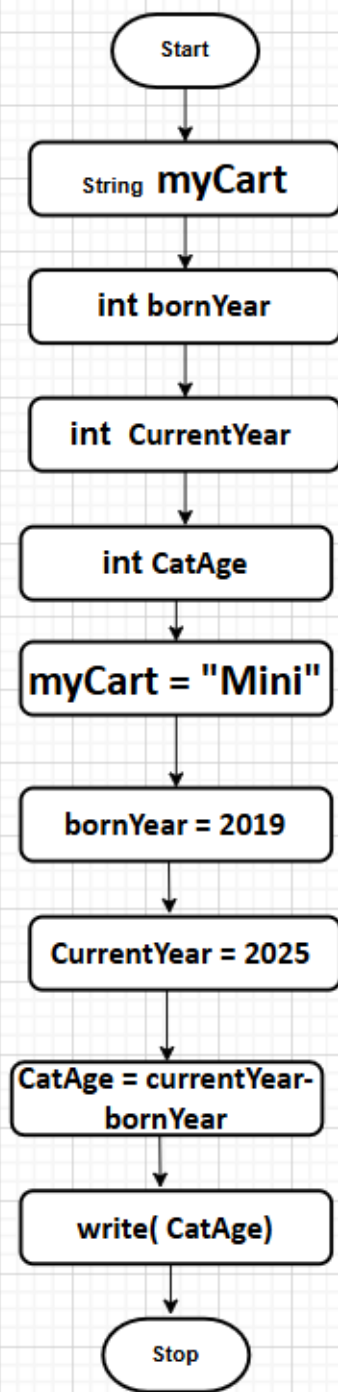 Start
String myCart
int bornYear
int CurrentYear
int CatAge
myCart = "Mini"
bornYear = 2019
CurrentYear = 2025
CatAge = currentYear-
bornYear
write( CatAge)
Stop